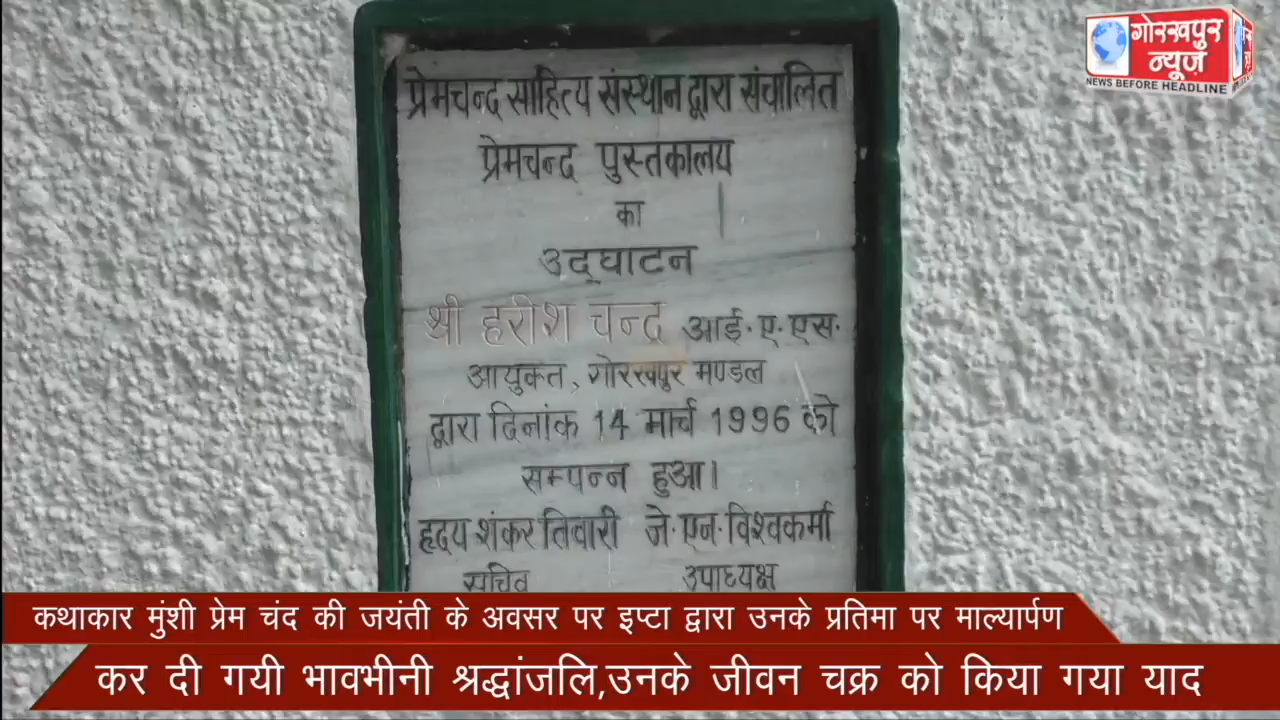 गोरखपुर
न्यूज़
NEWS BEFORE HEADLINE
प्रेमचन्द साहित्य संस्थान द्वारा संचालित
प्रेमचन्द पुस्तकालय
का
उद्घाटन
श्री हरीश चन्द्र आई·ए·एस·
आयुक्त, गोरखपुर मण्डल
द्वारा दिनांक 14 मार्च 1996 को
सम्पन्न हुआ।
हृदय शंकर तिवारी जे·एन·विश्वकर्मा
सचिव उपाध्यक्ष
कथाकार मुंशी प्रेम चंद की जयंती के अवसर पर इप्टा द्वारा उनके प्रतिमा पर माल्यार्पण
कर दी गयी भावभीनी श्रद्धांजलि,उनके जीवन चक्र को किया गया याद